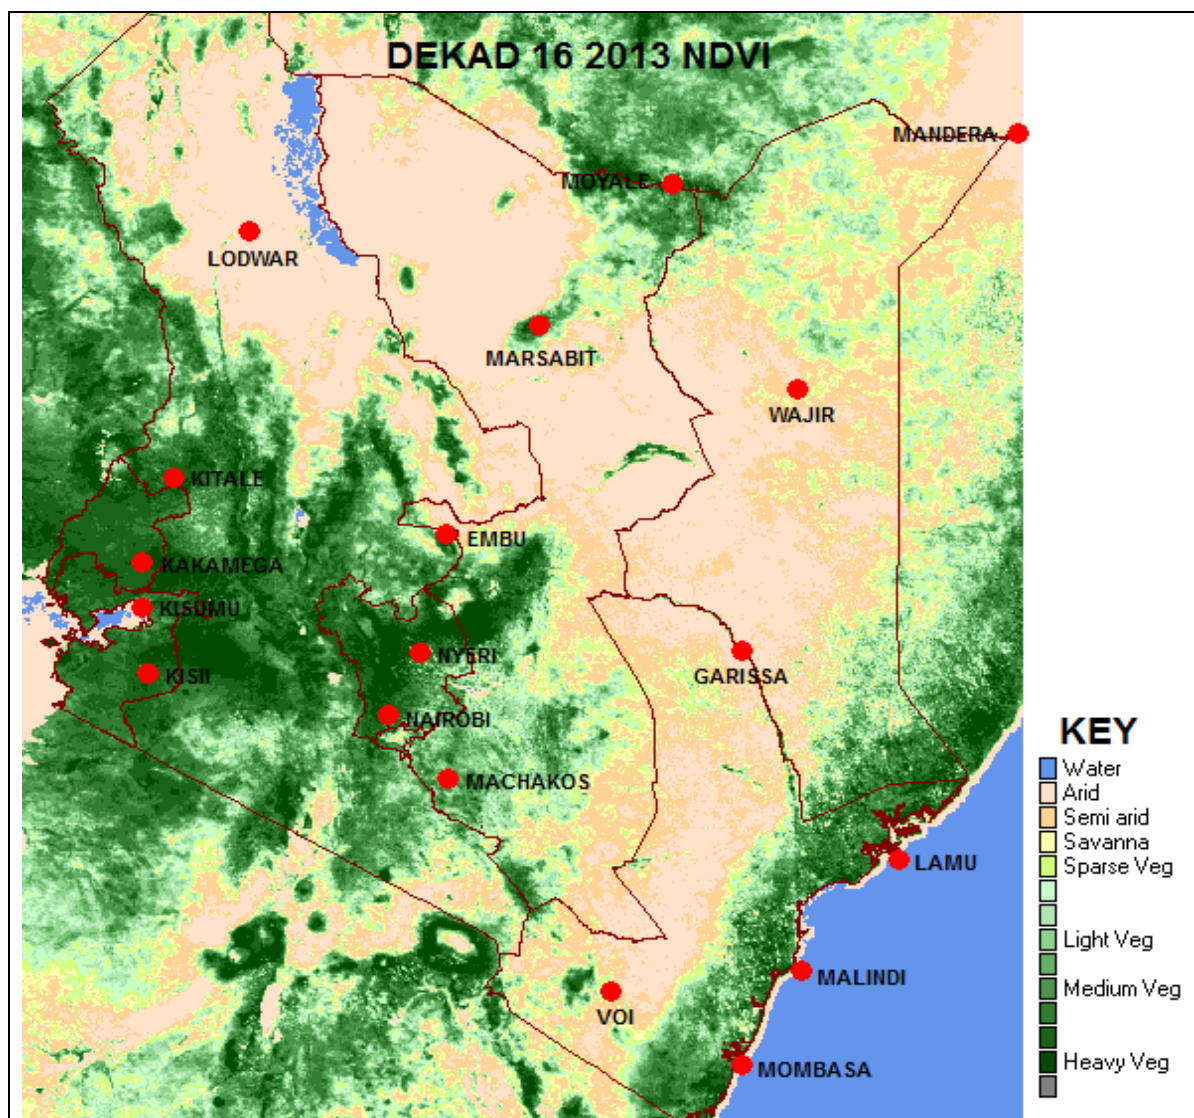 DEKAD 16 2013 NDVI
MANDERA
MOYALE
LODWAR
MARSABIT
WAJIR
KITALE
EMBU
KAKAMEGA
KISUMU
NYERI
KISII
GARISSA
NAIROBI
MACHAKOS
LAMU
MALINDI
VOI
MOMBASA
KEY
Water
Arid
Semi arid
Savanna
Sparse Veg
Light Veg
Medium Veg
Heavy Veg